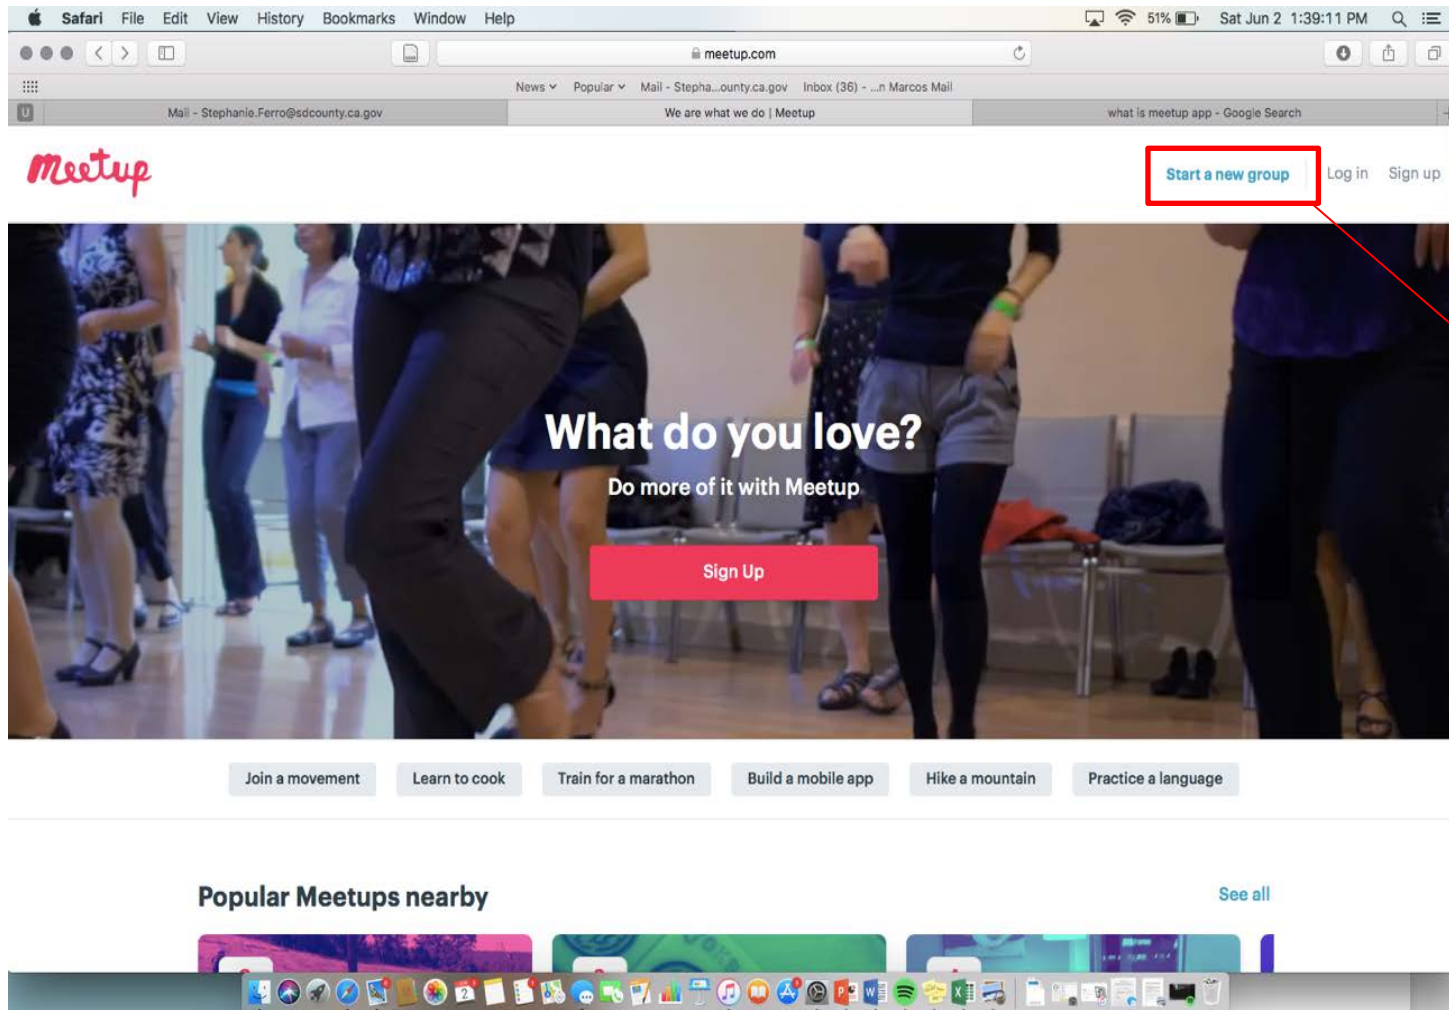 Safari File Edit View History Bookmarks Window Help 51% Sat Jun 2 1:39:11 PM
meetup.com
News Popular Mail - Stepha...ounty.ca.gov Inbox (36) - ...n Marcos Mail
U Mail - Stephanie.Ferro@sdcounty.ca.gov We are what we do | Meetup what is meetup app - Google Search
Meetup
Start a new group Log in Sign up
What do you love?
Do more of it with Meetup
Sign Up
Join a movement Learn to cook Train for a marathon Build a mobile app Hike a mountain Practice a language
Popular Meetups nearby See all